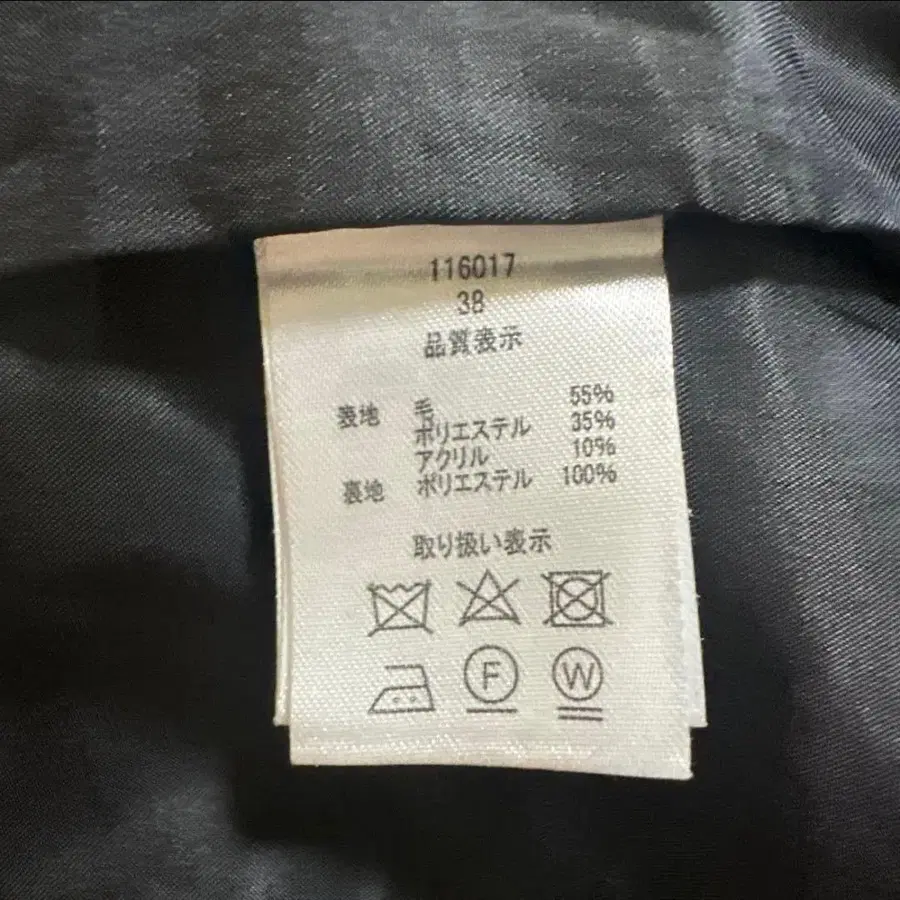 116017
38
品質表示
表地 毛 55%
ポリエステル 35%
アクリル 10%
裏地 ポリエステル 100%
取り扱い表示
F W